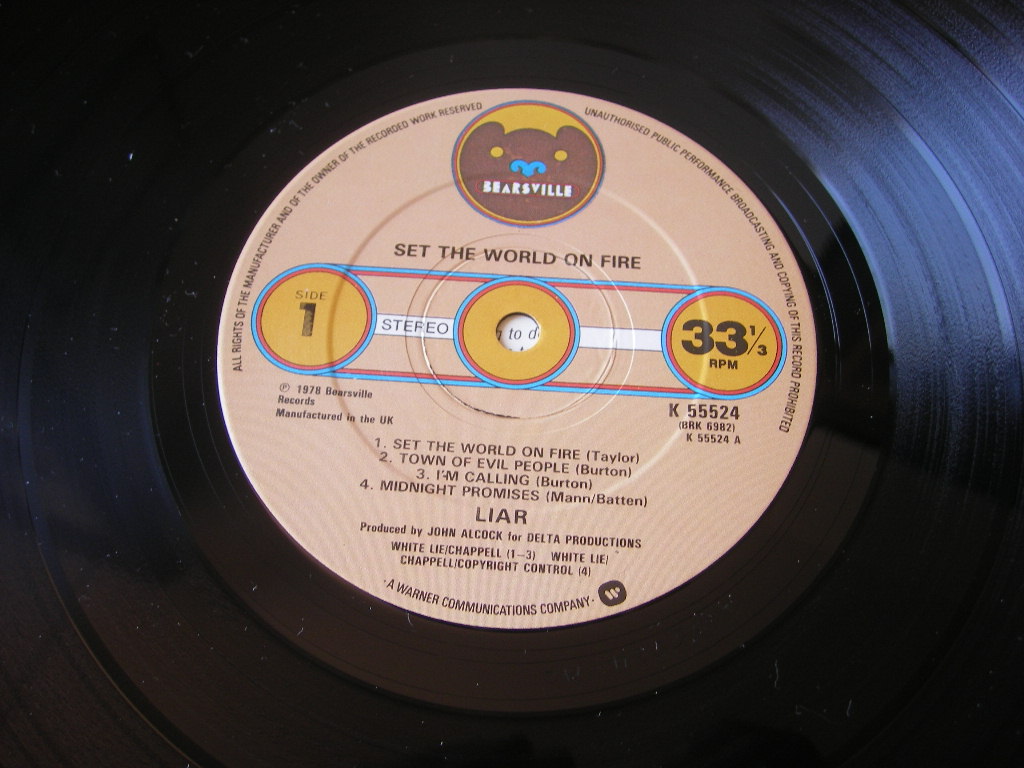 ALL RIGHTS OF THE MANUFACTURER AND OF THE OWNER OF THE RECORDED WORK RESERVED
UNAUTHORISED PUBLIC PERFORMANCE BROADCASTING AND COPYING OF THIS RECORD PROHIBITED
BEARSVILLE
SET THE WORLD ON FIRE
SIDE
1
STEREO
to
33 1/3
RPM
℗ 1978 Bearsville
Records
Manufactured in the UK
K 55524
(BRK 6982)
K 55524 A
1. SET THE WORLD ON FIRE (Taylor)
2. TOWN OF EVIL PEOPLE (Burton)
3. I'M CALLING (Burton)
4. MIDNIGHT PROMISES (Mann/Batten)
LIAR
Produced by JOHN ALCOCK for DELTA PRODUCTIONS
WHITE LIE/CHAPPELL (1-3) WHITE LIE/
CHAPPELL/COPYRIGHT CONTROL (4)
·A WARNER COMMUNICATIONS COMPANY·